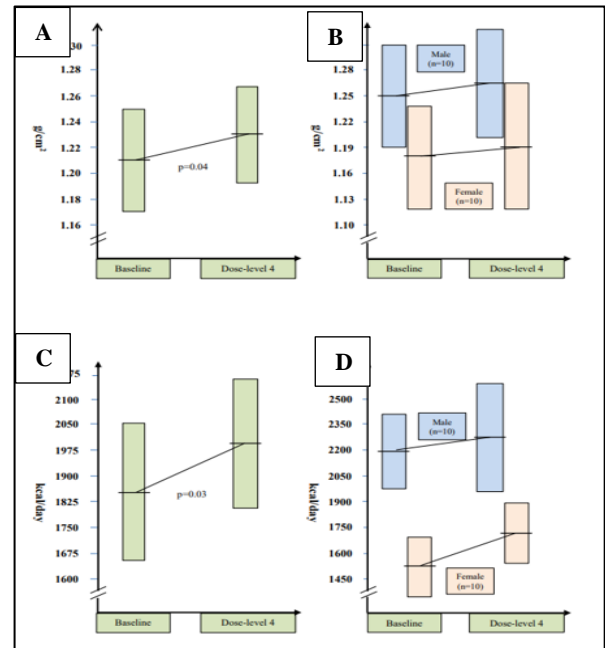 A
.30
1.28
1.26
1.24
1.22
1.20
1.18
1.16
g/cm²
p=0.04
Baseline
Dose-level 4
B
1.28
1.25
1.22
1.19
1.16
1.13
1.10
g/cm²
Male
(n=10)
Female
(n=10)
Baseline
Dose-level 4
C
75
2100
2050
1975
1900
1825
1750
1675
1600
kcal/day
p=0.03
Baseline
Dose-level 4
D
2500
2350
2200
2050
1900
1750
1600
1450
kcal/day
Male
(n=10)
Female
(n=10)
Baseline
Dose-level 4